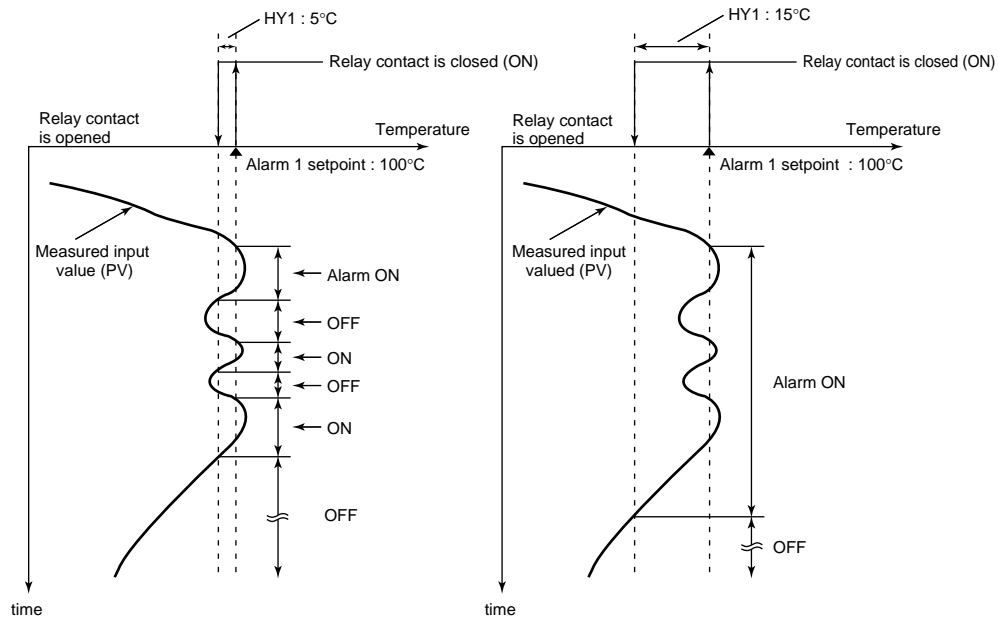 HY1 : 5°C
Relay contact is closed (ON)
Relay contact
is opened
Temperature
Alarm 1 setpoint : 100°C
Measured input
value (PV)
Alarm ON
OFF
ON
OFF
ON
OFF
time
HY1 : 15°C
Relay contact is closed (ON)
Relay contact
is opened
Temperature
Alarm 1 setpoint : 100°C
Measured input
valued (PV)
Alarm ON
OFF
time